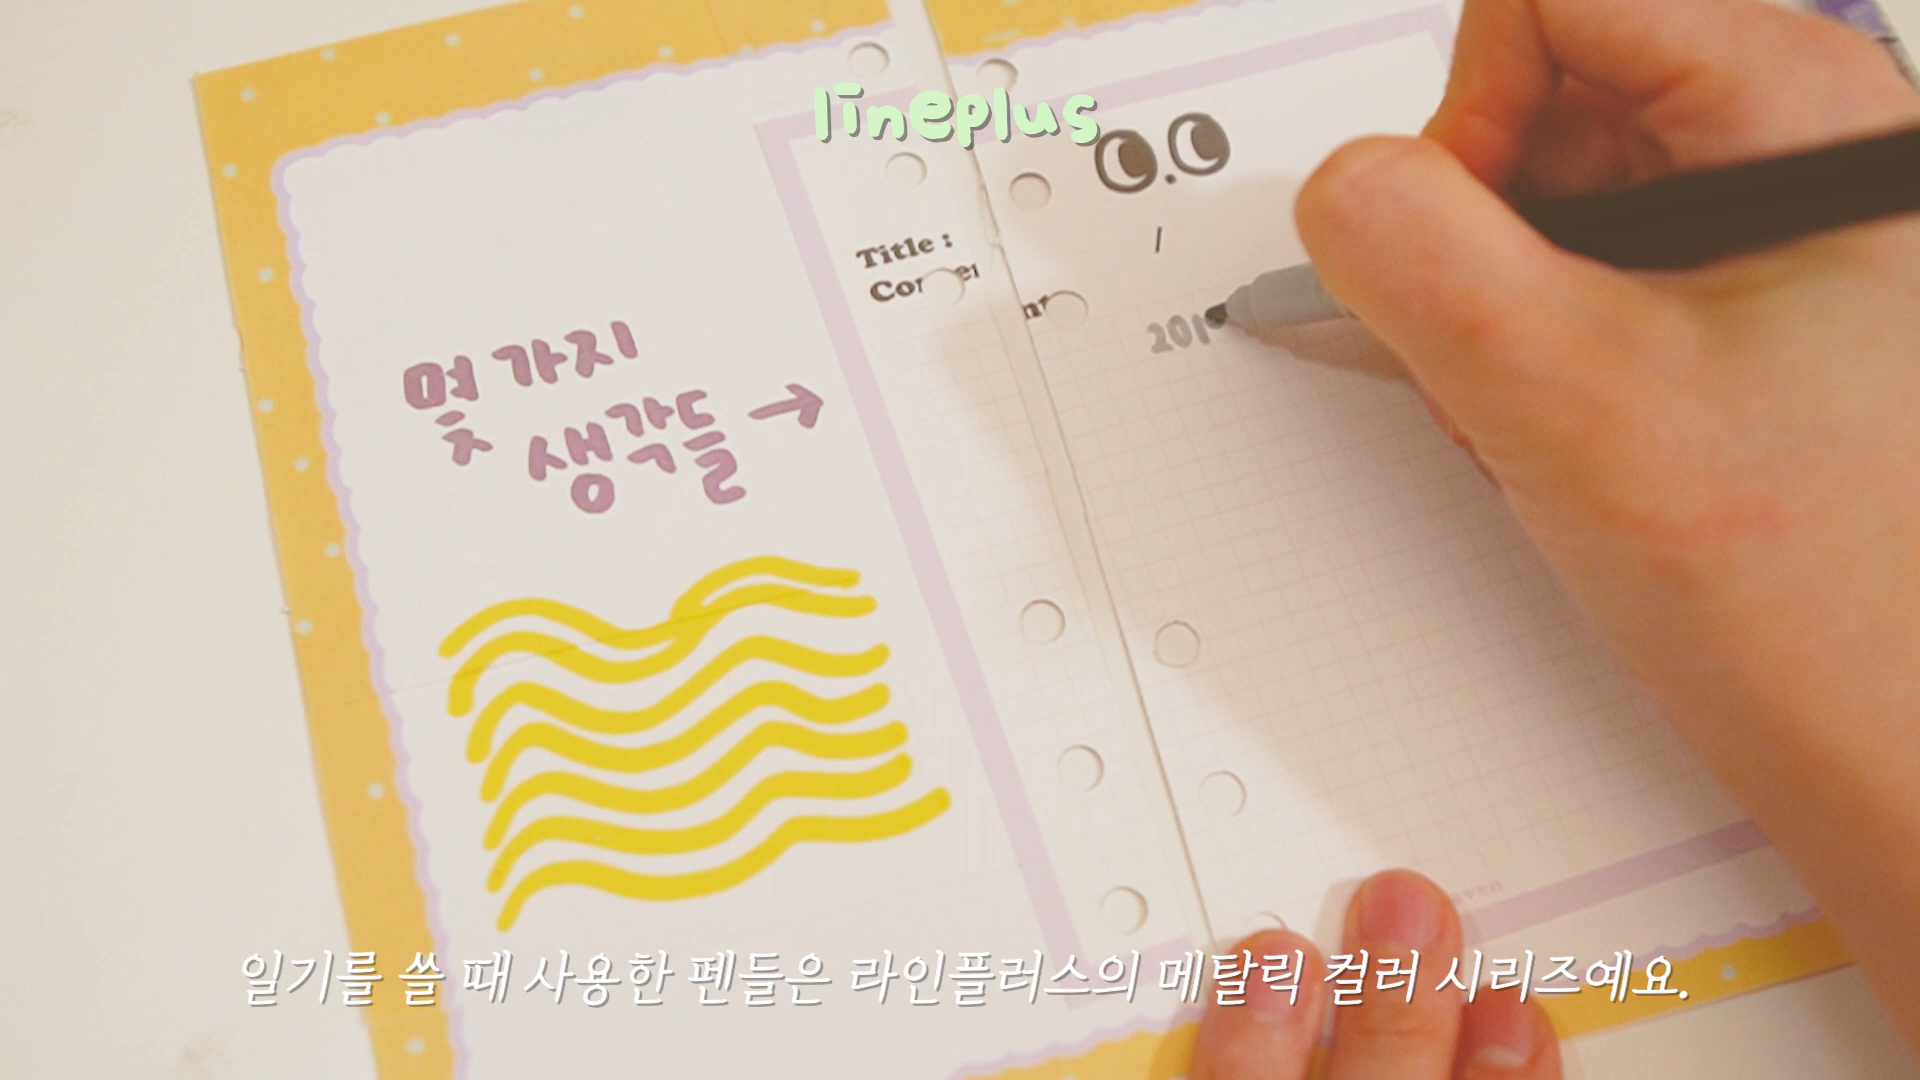 lineplus
Title :
몇 가지
생각들 →
201
일기를 쓸 때 사용한 펜들은 라인플러스의 메탈릭 컬러 시리즈예요.